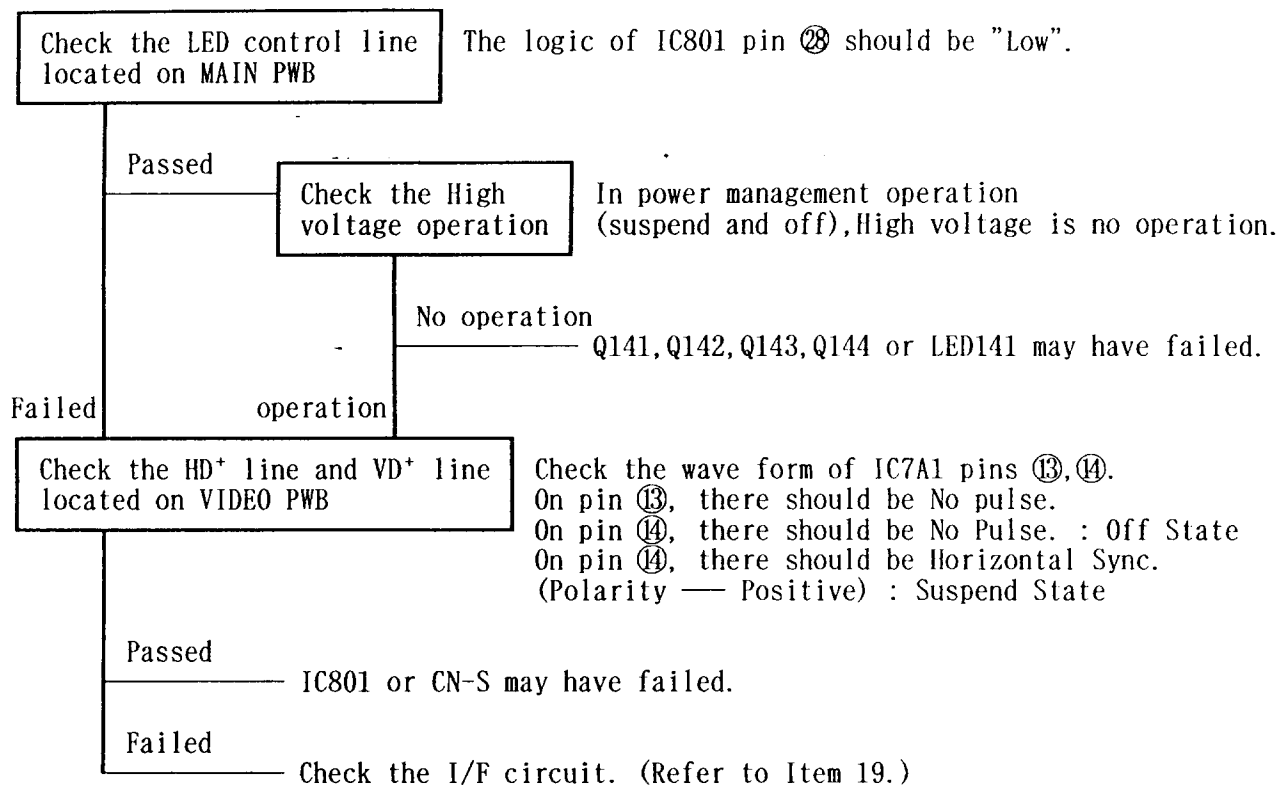 Check the LED control line
located on MAIN PWB
The logic of IC801 pin ㉘ should be "Low".
Passed
Check the High
voltage operation
In power management operation
(suspend and off),High voltage is no operation.
No operation
Q141,Q142,Q143,Q144 or LED141 may have failed.
Failed
operation
Check the HD⁺ line and VD⁺ line
located on VIDEO PWB
Check the wave form of IC7A1 pins ⑬,⑭.
On pin ⑬, there should be No pulse.
On pin ⑭, there should be No Pulse. : Off State
On pin ⑭, there should be Horizontal Sync.
(Polarity — Positive) : Suspend State
Passed
IC801 or CN-S may have failed.
Failed
Check the I/F circuit. (Refer to Item 19.)